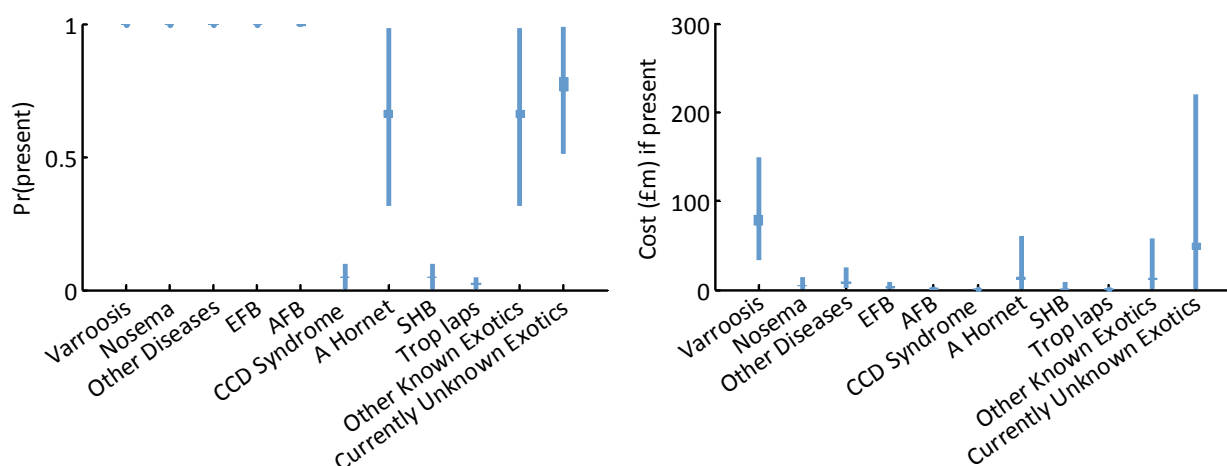 Pr(present)
1
0.5
0
Varroosis
Nosema
Other Diseases
EFB
AFB
CCD Syndrome
A Hornet
SHB
Trop laps
Other Known Exotics
Currently Unknown Exotics
Cost (£m) if present
300
200
100
0
Varroosis
Nosema
Other Diseases
EFB
AFB
CCD Syndrome
A Hornet
SHB
Trop laps
Other Known Exotics
Currently Unknown Exotics